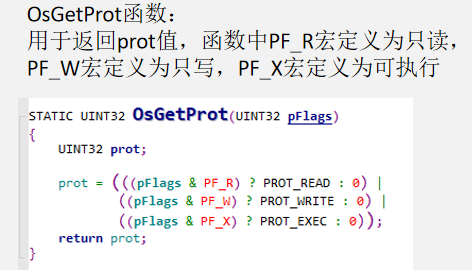 OsGetProt函数：
用于返回prot值，函数中PF_R宏定义为只读，
PF_W宏定义为只写，PF_X宏定义为可执行
STATIC UINT32 OsGetProt(UINT32 pFlags)
{
UINT32 prot;
prot = (((pFlags & PF_R) ? PROT_READ : 0) |
((pFlags & PF_W) ? PROT_WRITE : 0) |
((pFlags & PF_X) ? PROT_EXEC : 0));
return prot;
}